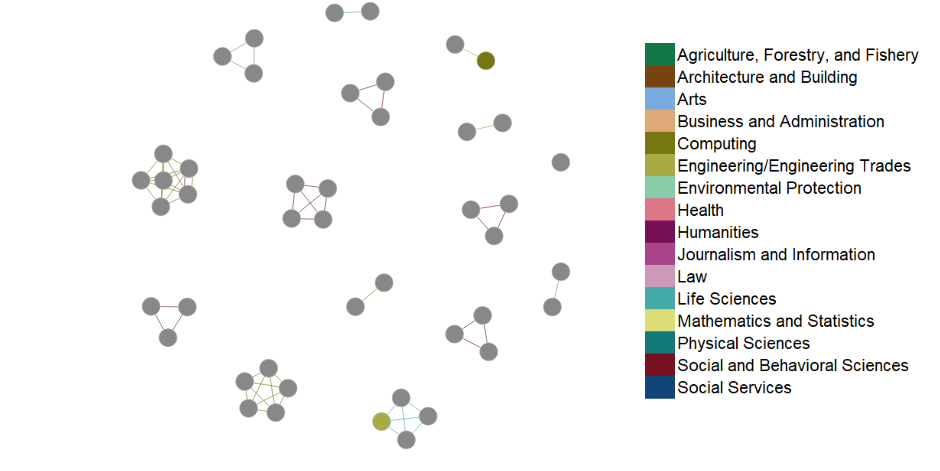 Agriculture, Forestry, and Fishery
Architecture and Building
Arts
Business and Administration
Computing
Engineering/Engineering Trades
Environmental Protection
Health
Humanities
Journalism and Information
Law
Life Sciences
Mathematics and Statistics
Physical Sciences
Social and Behavioral Sciences
Social Services